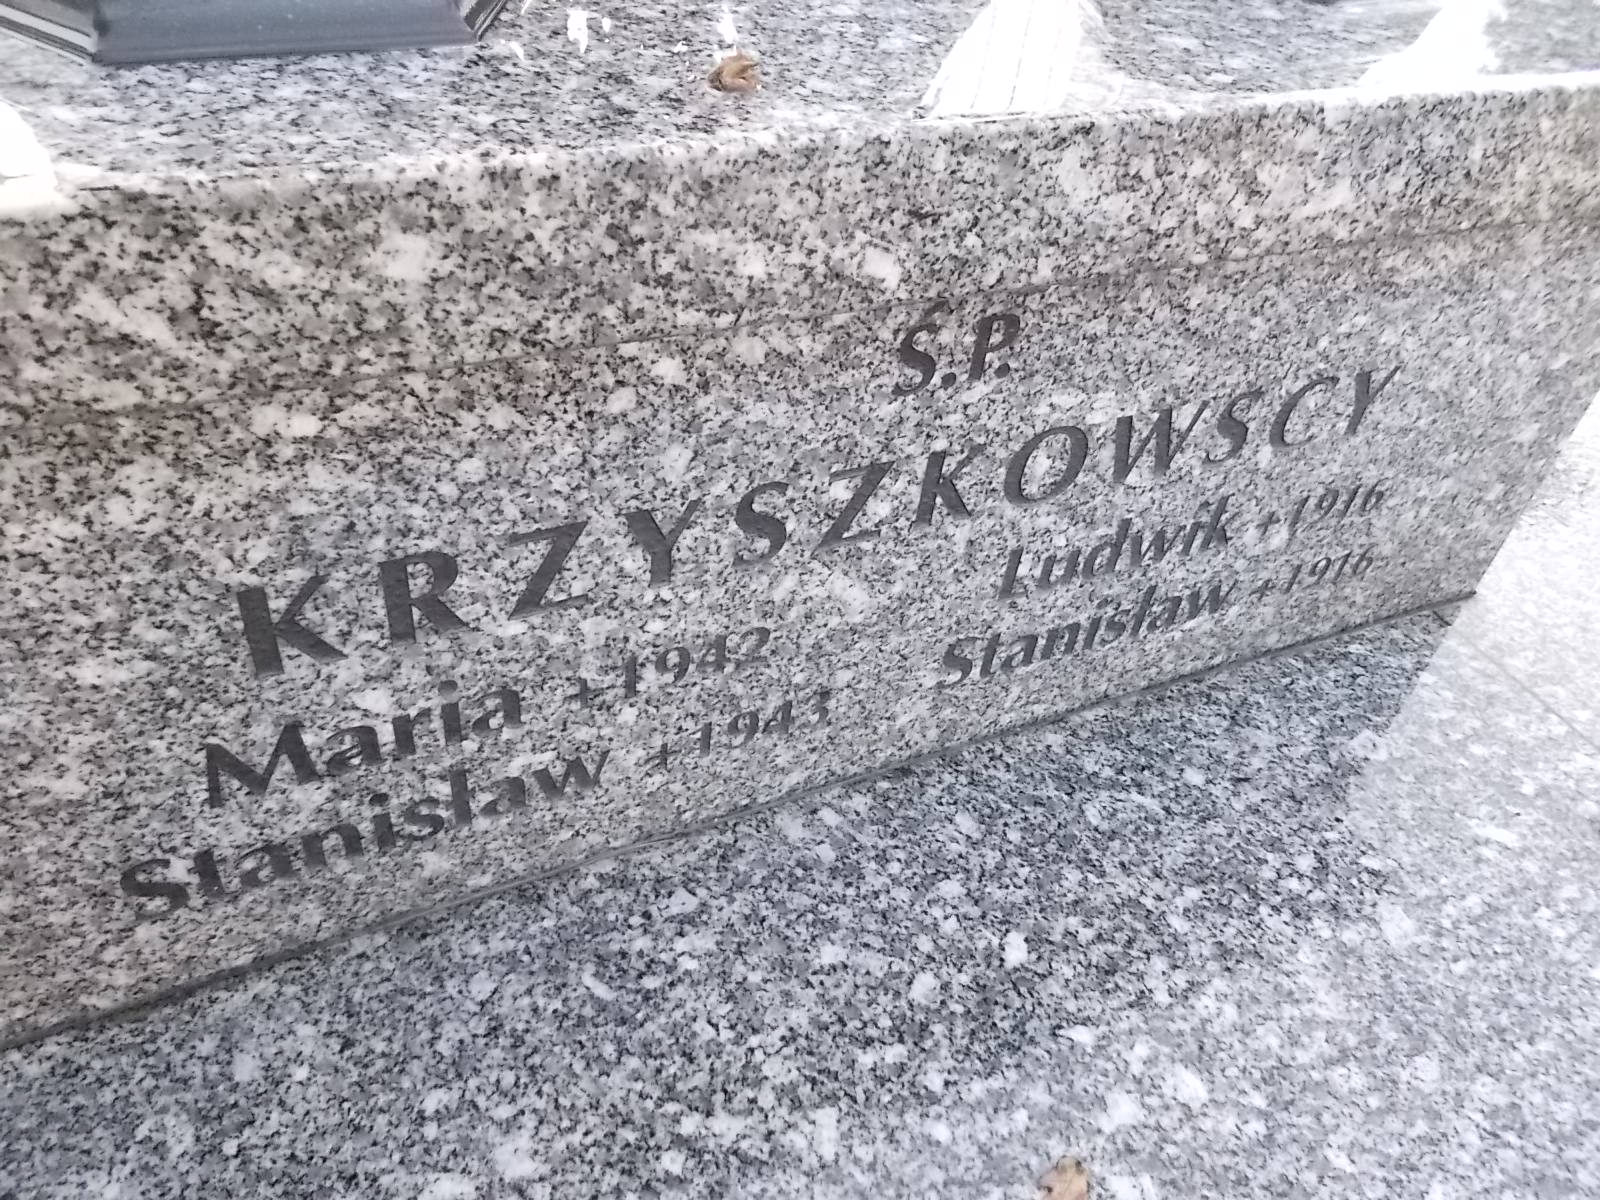 Ś.P.
KRZYSZKOWSCY
Maria +1942
Stanisław +1943
Ludwik +1916
Stanisław +1916